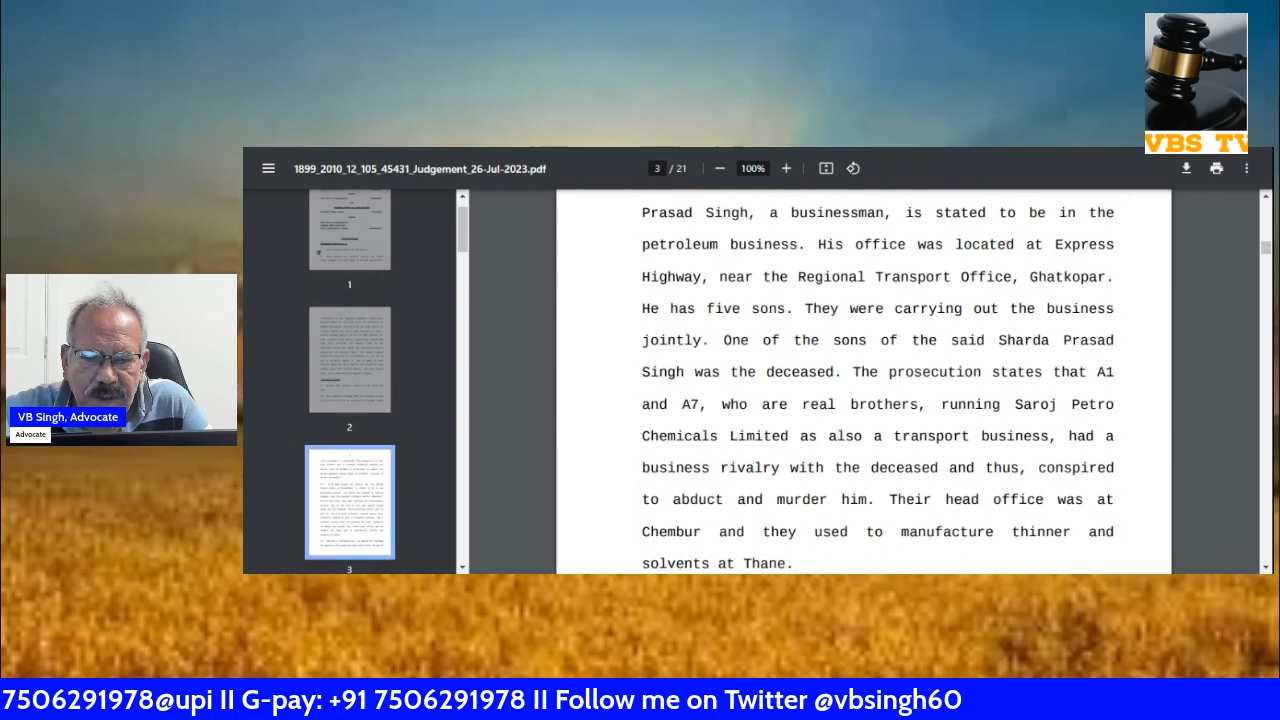 VBS TV
1899_2010_12_105_45431_Judgement_26-Jul-2023.pdf
3 / 21
100%
1
2
3
Prasad Singh, a businessman, is stated to be in the
petroleum business. His office was located at Express
Highway, near the Regional Transport Office, Ghatkopar.
He has five sons. They were carrying out the business
jointly. One of the sons of the said Sharda Prasad
Singh was the deceased. The prosecution states that A1
and A7, who are real brothers, running Saroj Petro
Chemicals Limited as also a transport business, had a
business rivalry with the deceased and thus, conspired
to abduct and murder him. Their head office was at
Chembur and they used to manufacture thinner and
solvents at Thane.
VB Singh, Advocate
Advocate
7506291978@upi II G-pay: +91 7506291978 II Follow me on Twitter @vbsingh60